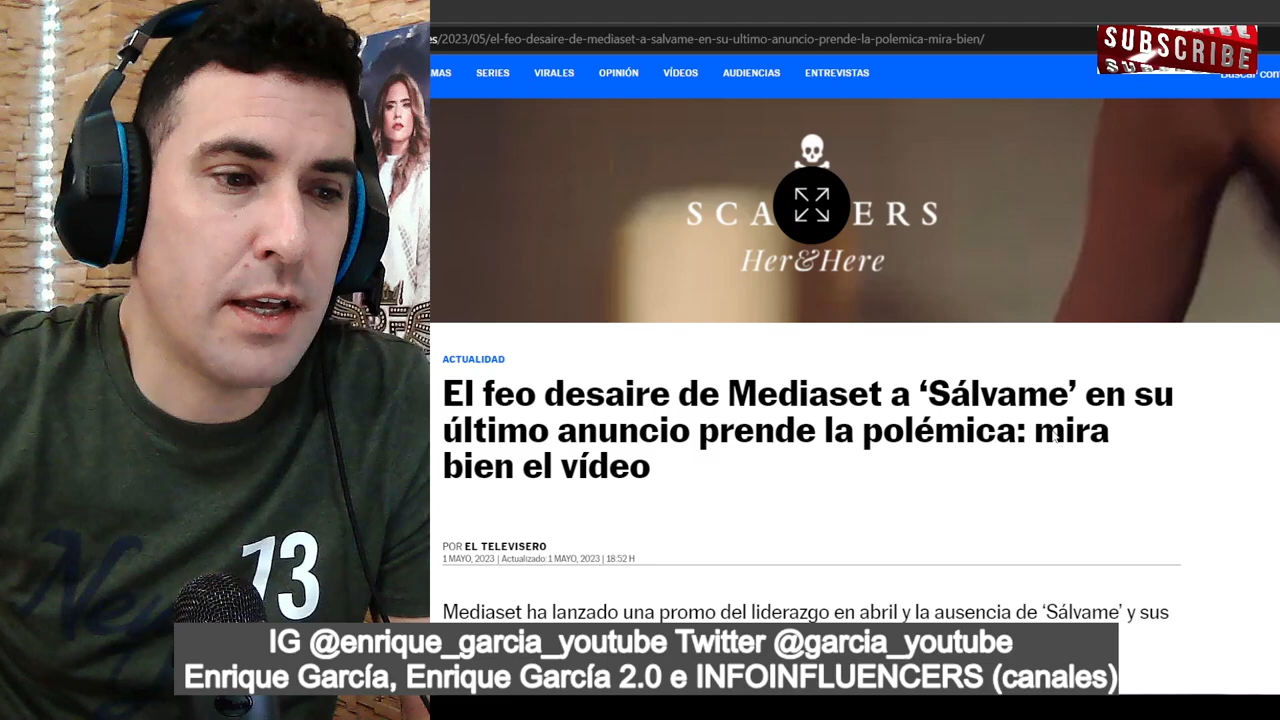 es/2023/05/el-feo-desaire-de-mediaset-a-salvame-en-su-ultimo-anuncio-prende-la-polemica-mira-bien/
SUBSCRIBE
MAS SERIES VIRALES OPINIÓN VÍDEOS AUDIENCIAS ENTREVISTAS
Buscar con
SCA ERS
Her&Here
ACTUALIDAD
El feo desaire de Mediaset a ‘Sálvame’ en su
último anuncio prende la polémica: mira
bien el vídeo
POR EL TELEVISERO
1 MAYO, 2023 | Actualizado: 1 MAYO, 2023 | 18:52 H
Mediaset ha lanzado una promo del liderazgo en abril y la ausencia de ‘Sálvame’ y sus
73
IG @enrique_garcia_youtube Twitter @garcia_youtube
Enrique García, Enrique García 2.0 e INFOINFLUENCERS (canales)